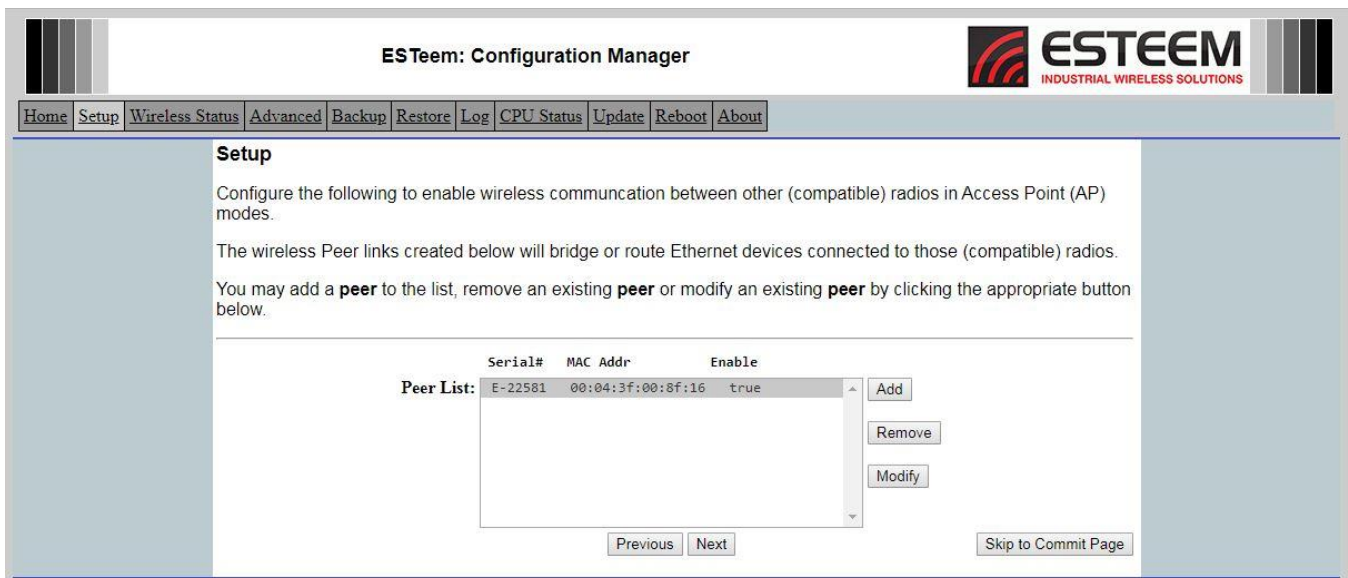 ESTeem: Configuration Manager
ESTEEM
INDUSTRIAL WIRELESS SOLUTIONS
Home Setup Wireless Status Advanced Backup Restore Log CPU Status Update Reboot About
Setup
Configure the following to enable wireless communcation between other (compatible) radios in Access Point (AP)
modes.
The wireless Peer links created below will bridge or route Ethernet devices connected to those (compatible) radios.
You may add a peer to the list, remove an existing peer or modify an existing peer by clicking the appropriate button
below.
Serial# MAC Addr Enable
Peer List: E-22581 00:04:3f:00:8f:16 true
Add
Remove
Modify
Previous Next Skip to Commit Page